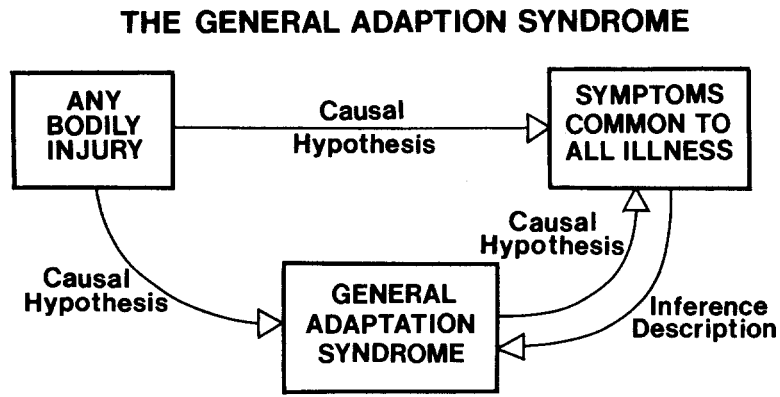 THE GENERAL ADAPTION SYNDROME
ANY
BODILY
INJURY
Causal
Hypothesis
SYMPTOMS
COMMON TO
ALL ILLNESS
Causal
Hypothesis
Causal
Hypothesis
GENERAL
ADAPTATION
SYNDROME
Inference
Description